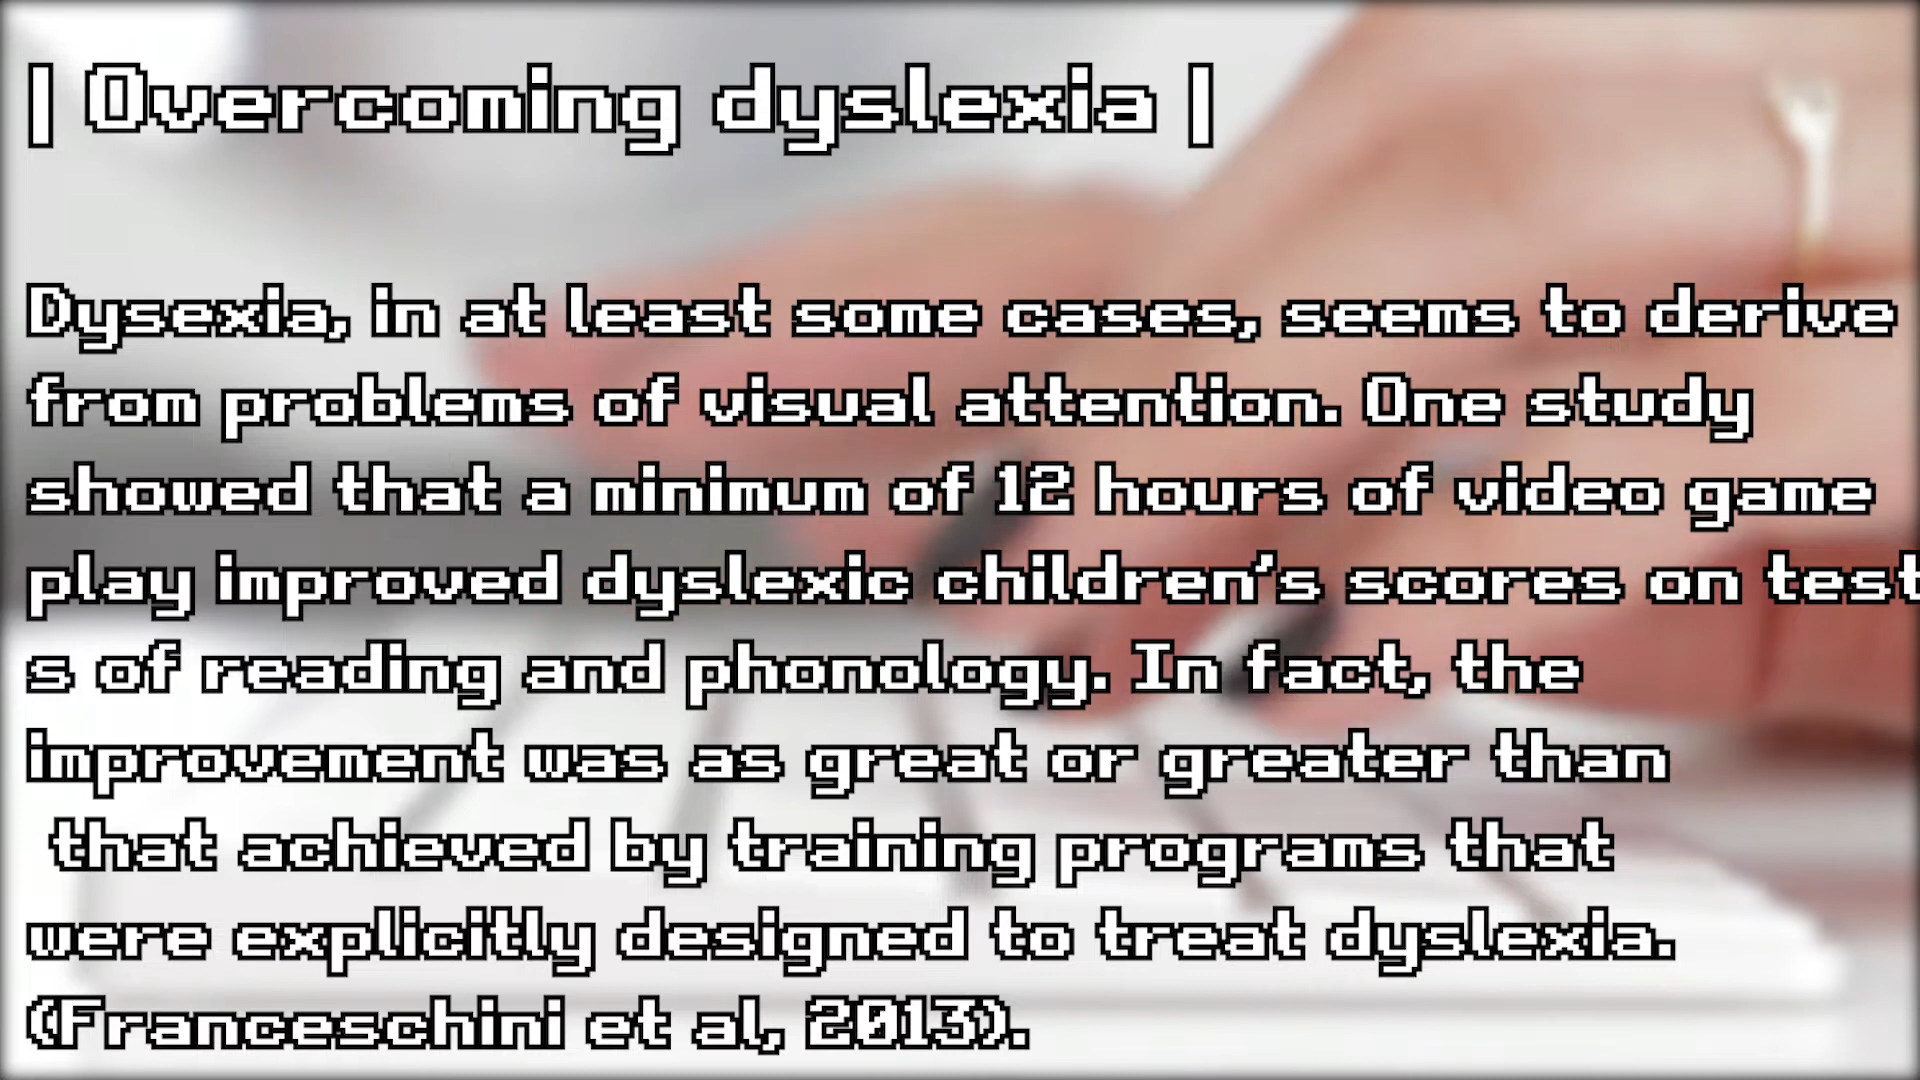 | Overcoming dyslexia |
Dysexia, in at least some cases, seems to derive
from problems of visual attention. One study
showed that a minimum of 12 hours of video game
play improved dyslexic children's scores on test
s of reading and phonology. In fact, the
improvement was as great or greater than
that achieved by training programs that
were explicitly designed to treat dyslexia.
(Franceschini et al, 2013).